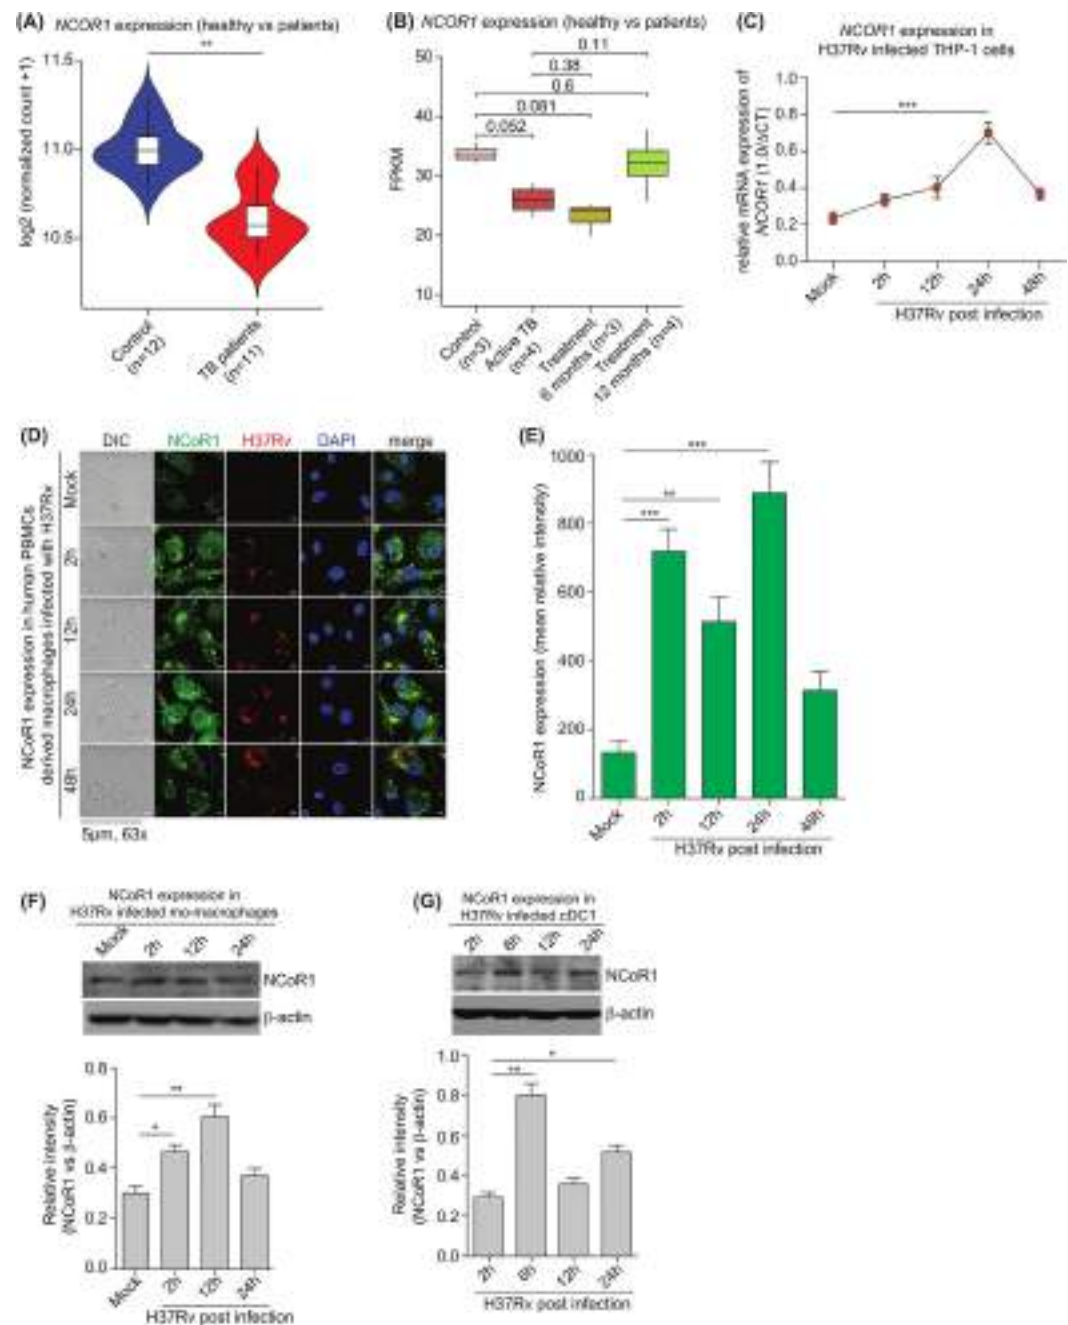 (A) NCOR1 expression (healthy vs patients)
**
log2 (normalized count +1)
11.5
11.0
10.5
Control
(n=12)
TB patients
(n=11)
(B) NCOR1 expression (healthy vs patients)
0.11
0.38
0.6
0.081
0.052
FPKM
50
40
30
20
10
Control
(n=3)
Active TB
(n=4)
Treatment
6 months (n=3)
Treatment
12 months (n=4)
(C) NCOR1 expression in
H37Rv infected THP-1 cells
***
relative mRNA expression of
NCOR1 (1.0/ΔCT)
1.0
0.8
0.6
0.4
0.2
0.0
Mock 2h 12h 24h 48h
H37Rv post infection
(D)
DIC NCoR1 H37Rv DAPI merge
NCoR1 expression in human PBMCs
derived macrophages infected with H37Rv
Mock
2h
12h
24h
48h
5µm, 63x
(E)
***
**
***
NCoR1 expression (mean relative intensity)
1000
800
600
400
200
0
Mock 2h 12h 24h 48h
H37Rv post infection
(F) NCoR1 expression in
H37Rv infected mo-macrophages
Mock 2h 12h 24h
NCoR1
β-actin
**
*
Relative intensity
(NCoR1 vs β-actin)
0.8
0.6
0.4
0.2
0.0
Mock 2h 12h 24h
H37Rv post infection
(G) NCoR1 expression in
H37Rv infected cDC1
2h 6h 12h 24h
NCoR1
β-actin
*
**
Relative intensity
(NCoR1 vs β-actin)
1.0
0.8
0.6
0.4
0.2
0.0
2h 6h 12h 24h
H37Rv post infection